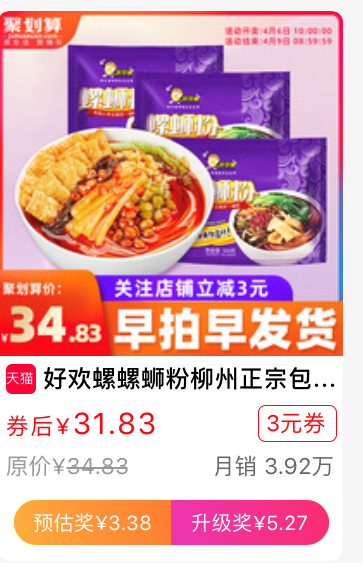 聚划算
活动开卖:4月6日 10:00:00
活动结束:4月9日 08:59:59
螺蛳粉
螺蛳粉
蛳粉
聚划算价:
关注店铺立减3元
¥34.83
早拍早发货
天猫 好欢螺螺蛳粉柳州正宗包...
券后¥31.83
3元券
原价¥34.83
月销 3.92万
预估奖¥3.38
升级奖¥5.27